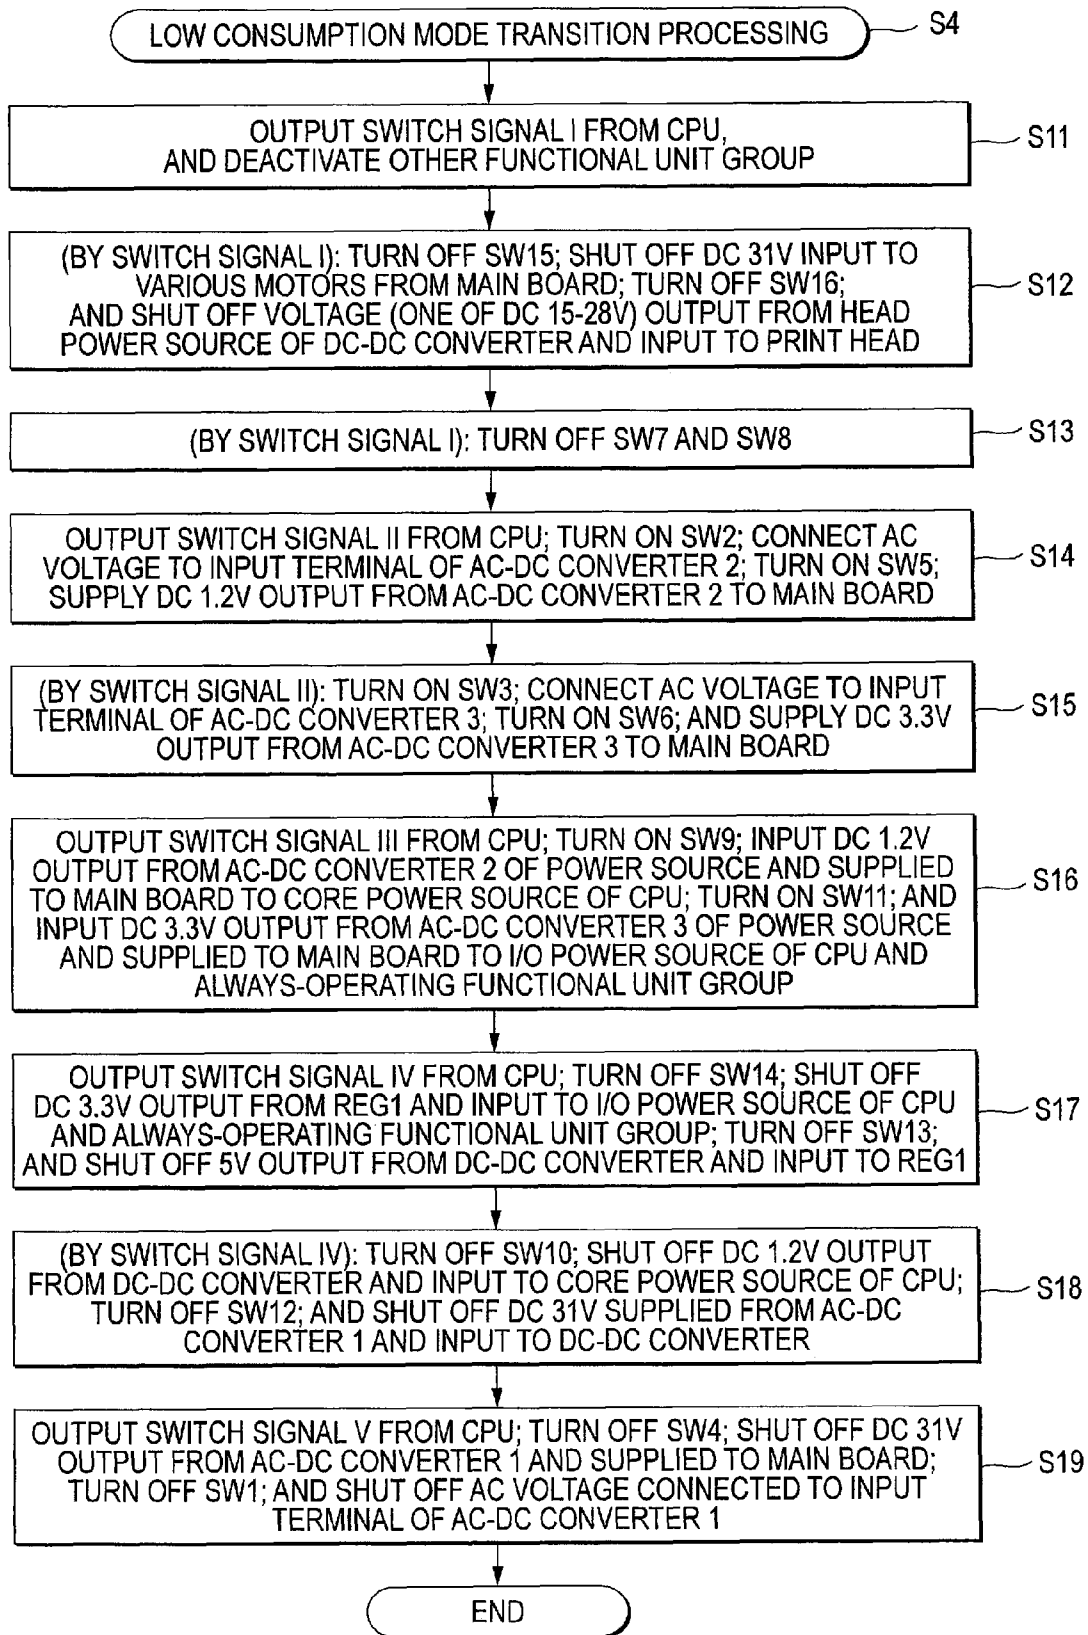 LOW CONSUMPTION MODE TRANSITION PROCESSING
S4
OUTPUT SWITCH SIGNAL I FROM CPU,
AND DEACTIVATE OTHER FUNCTIONAL UNIT GROUP
S11
(BY SWITCH SIGNAL I): TURN OFF SW15; SHUT OFF DC 31V INPUT TO
VARIOUS MOTORS FROM MAIN BOARD; TURN OFF SW16;
AND SHUT OFF VOLTAGE (ONE OF DC 15-28V) OUTPUT FROM HEAD
POWER SOURCE OF DC-DC CONVERTER AND INPUT TO PRINT HEAD
S12
(BY SWITCH SIGNAL I): TURN OFF SW7 AND SW8
S13
OUTPUT SWITCH SIGNAL II FROM CPU; TURN ON SW2; CONNECT AC
VOLTAGE TO INPUT TERMINAL OF AC-DC CONVERTER 2; TURN ON SW5;
SUPPLY DC 1.2V OUTPUT FROM AC-DC CONVERTER 2 TO MAIN BOARD
S14
(BY SWITCH SIGNAL II): TURN ON SW3; CONNECT AC VOLTAGE TO INPUT
TERMINAL OF AC-DC CONVERTER 3; TURN ON SW6; AND SUPPLY DC 3.3V
OUTPUT FROM AC-DC CONVERTER 3 TO MAIN BOARD
S15
OUTPUT SWITCH SIGNAL III FROM CPU; TURN ON SW9; INPUT DC 1.2V
OUTPUT FROM AC-DC CONVERTER 2 OF POWER SOURCE AND SUPPLIED
TO MAIN BOARD TO CORE POWER SOURCE OF CPU; TURN ON SW11; AND
INPUT DC 3.3V OUTPUT FROM AC-DC CONVERTER 3 OF POWER SOURCE
AND SUPPLIED TO MAIN BOARD TO I/O POWER SOURCE OF CPU AND
ALWAYS-OPERATING FUNCTIONAL UNIT GROUP
S16
OUTPUT SWITCH SIGNAL IV FROM CPU; TURN OFF SW14; SHUT OFF
DC 3.3V OUTPUT FROM REG1 AND INPUT TO I/O POWER SOURCE OF CPU
AND ALWAYS-OPERATING FUNCTIONAL UNIT GROUP; TURN OFF SW13;
AND SHUT OFF 5V OUTPUT FROM DC-DC CONVERTER AND INPUT TO REG1
S17
(BY SWITCH SIGNAL IV): TURN OFF SW10; SHUT OFF DC 1.2V OUTPUT
FROM DC-DC CONVERTER AND INPUT TO CORE POWER SOURCE OF CPU;
TURN OFF SW12; AND SHUT OFF DC 31V SUPPLIED FROM AC-DC
CONVERTER 1 AND INPUT TO DC-DC CONVERTER
S18
OUTPUT SWITCH SIGNAL V FROM CPU; TURN OFF SW4; SHUT OFF DC 31V
OUTPUT FROM AC-DC CONVERTER 1 AND SUPPLIED TO MAIN BOARD;
TURN OFF SW1; AND SHUT OFF AC VOLTAGE CONNECTED TO INPUT
TERMINAL OF AC-DC CONVERTER 1
S19
END